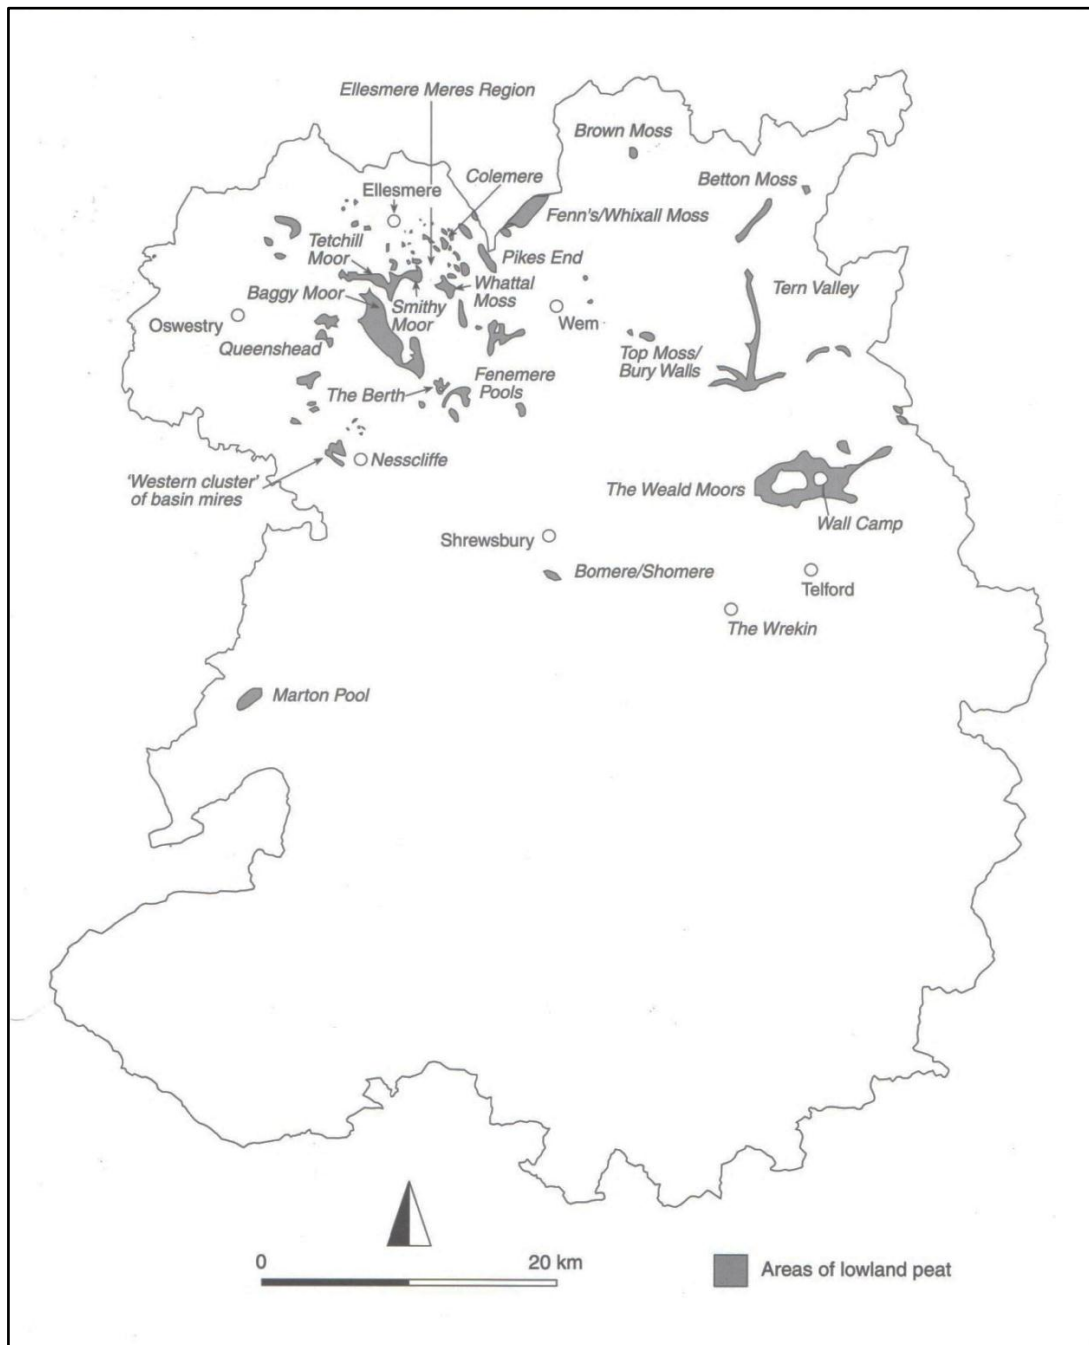 Ellesmere Meres Region
Brown Moss
Colemere
Betton Moss
Ellesmere
Fenn's/Whixall Moss
Tetchill
Moor
Pikes End
Whattal
Moss
Tern Valley
Baggy Moor
Smithy
Moor
Oswestry
Wem
Queenshead
Top Moss/
Bury Walls
The Berth
Fenemere
Pools
Nesscliffe
'Western cluster'
of basin mires
The Weald Moors
Wall Camp
Shrewsbury
Bomere/Shomere
Telford
The Wrekin
Marton Pool
0
20 km
Areas of lowland peat